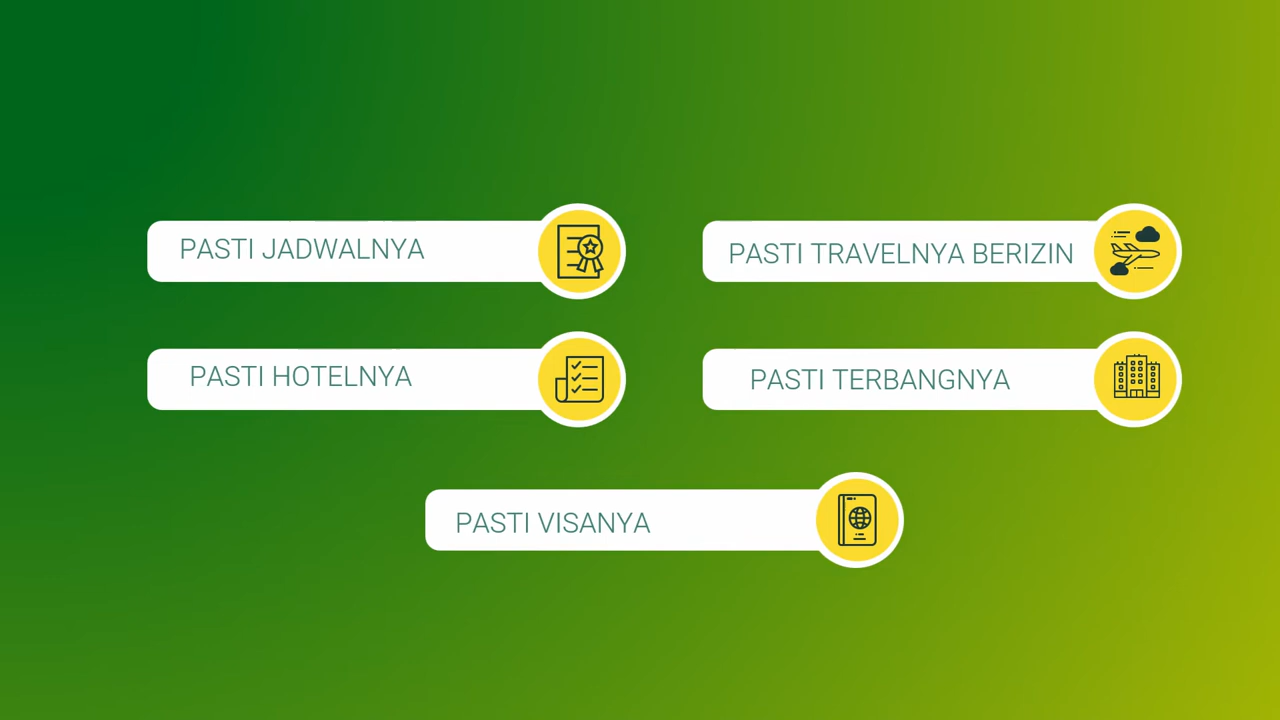 PASTI JADWALNYA
PASTI TRAVELNYA BERIZIN
PASTI HOTELNYA
PASTI TERBANGNYA
PASTI VISANYA